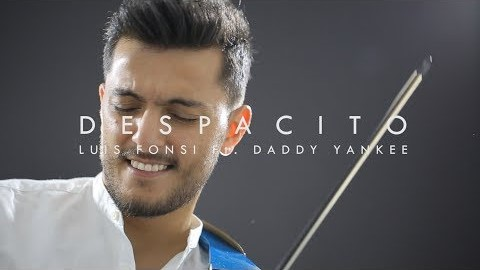 DESPACITO
LUIS FONSI Ft. DADDY YANKEE